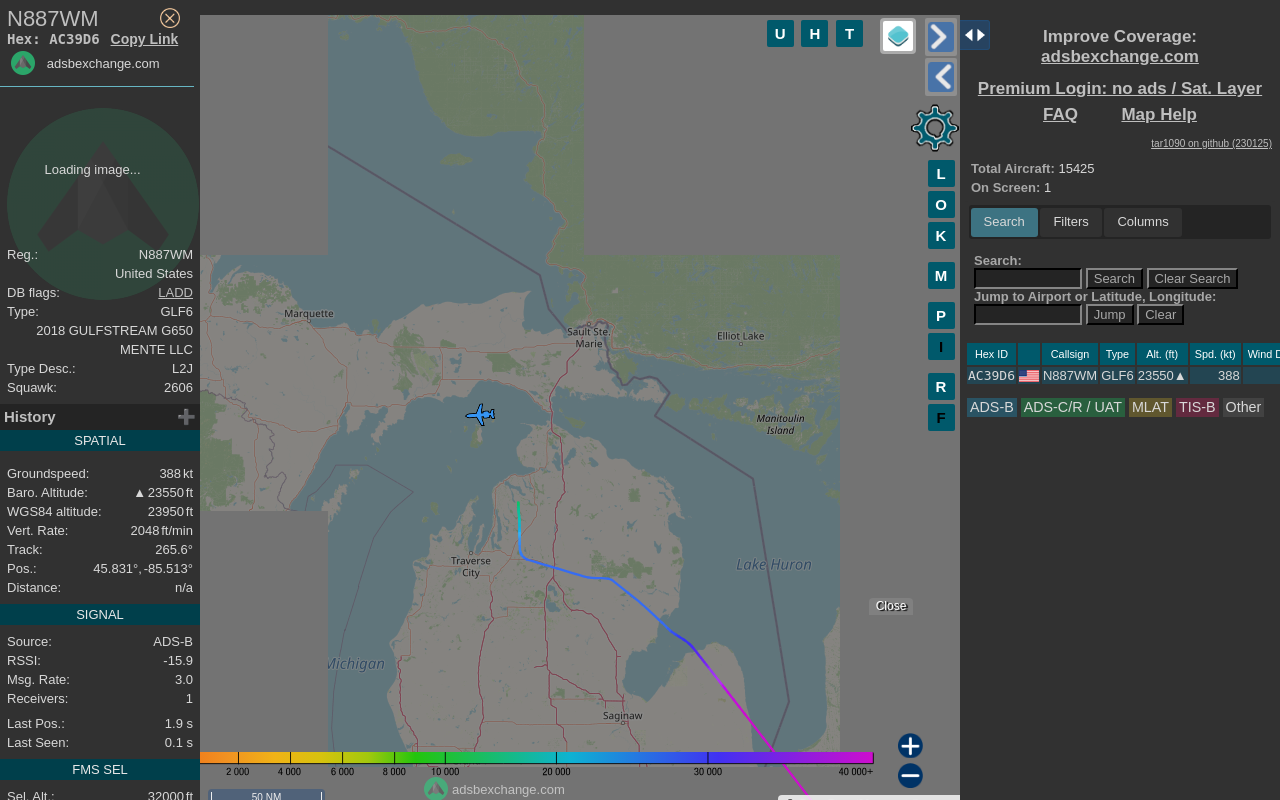 N887WM
Hex: AC39D6 Copy Link
adsbexchange.com
Loading image...
Reg.: N887WM
United States
DB flags: LADD
Type: GLF6
2018 GULFSTREAM G650
MENTE LLC
Type Desc.: L2J
Squawk: 2606
History
SPATIAL
Groundspeed: 388 kt
Baro. Altitude: ▲ 23550 ft
WGS84 altitude: 23950 ft
Vert. Rate: 2048 ft/min
Track: 265.6°
Pos.: 45.831°, -85.513°
Distance: n/a
SIGNAL
Source: ADS-B
RSSI: -15.9
Msg. Rate: 3.0
Receivers: 1
Last Pos.: 1.9 s
Last Seen: 0.1 s
FMS SEL
Sel. Alt.: 32000 ft
U H T
L
O
K
M
P
I
R
F
Marquette
Sault Ste.
Marie
Elliot Lake
Manitoulin
Island
Traverse
City
Lake Huron
Michigan
Saginaw
Close
2 000 4 000 6 000 8 000 10 000 20 000 30 000 40 000+
adsbexchange.com
50 NM
Improve Coverage:
adsbexchange.com
Premium Login: no ads / Sat. Layer
FAQ Map Help
tar1090 on github (230125)
Total Aircraft: 15425
On Screen: 1
Search Filters Columns
Search:
Search Clear Search
Jump to Airport or Latitude, Longitude:
Jump Clear
Hex ID Callsign Type Alt. (ft) Spd. (kt) Wind D
AC39D6 N887WM GLF6 23550▲ 388
ADS-B ADS-C/R / UAT MLAT TIS-B Other